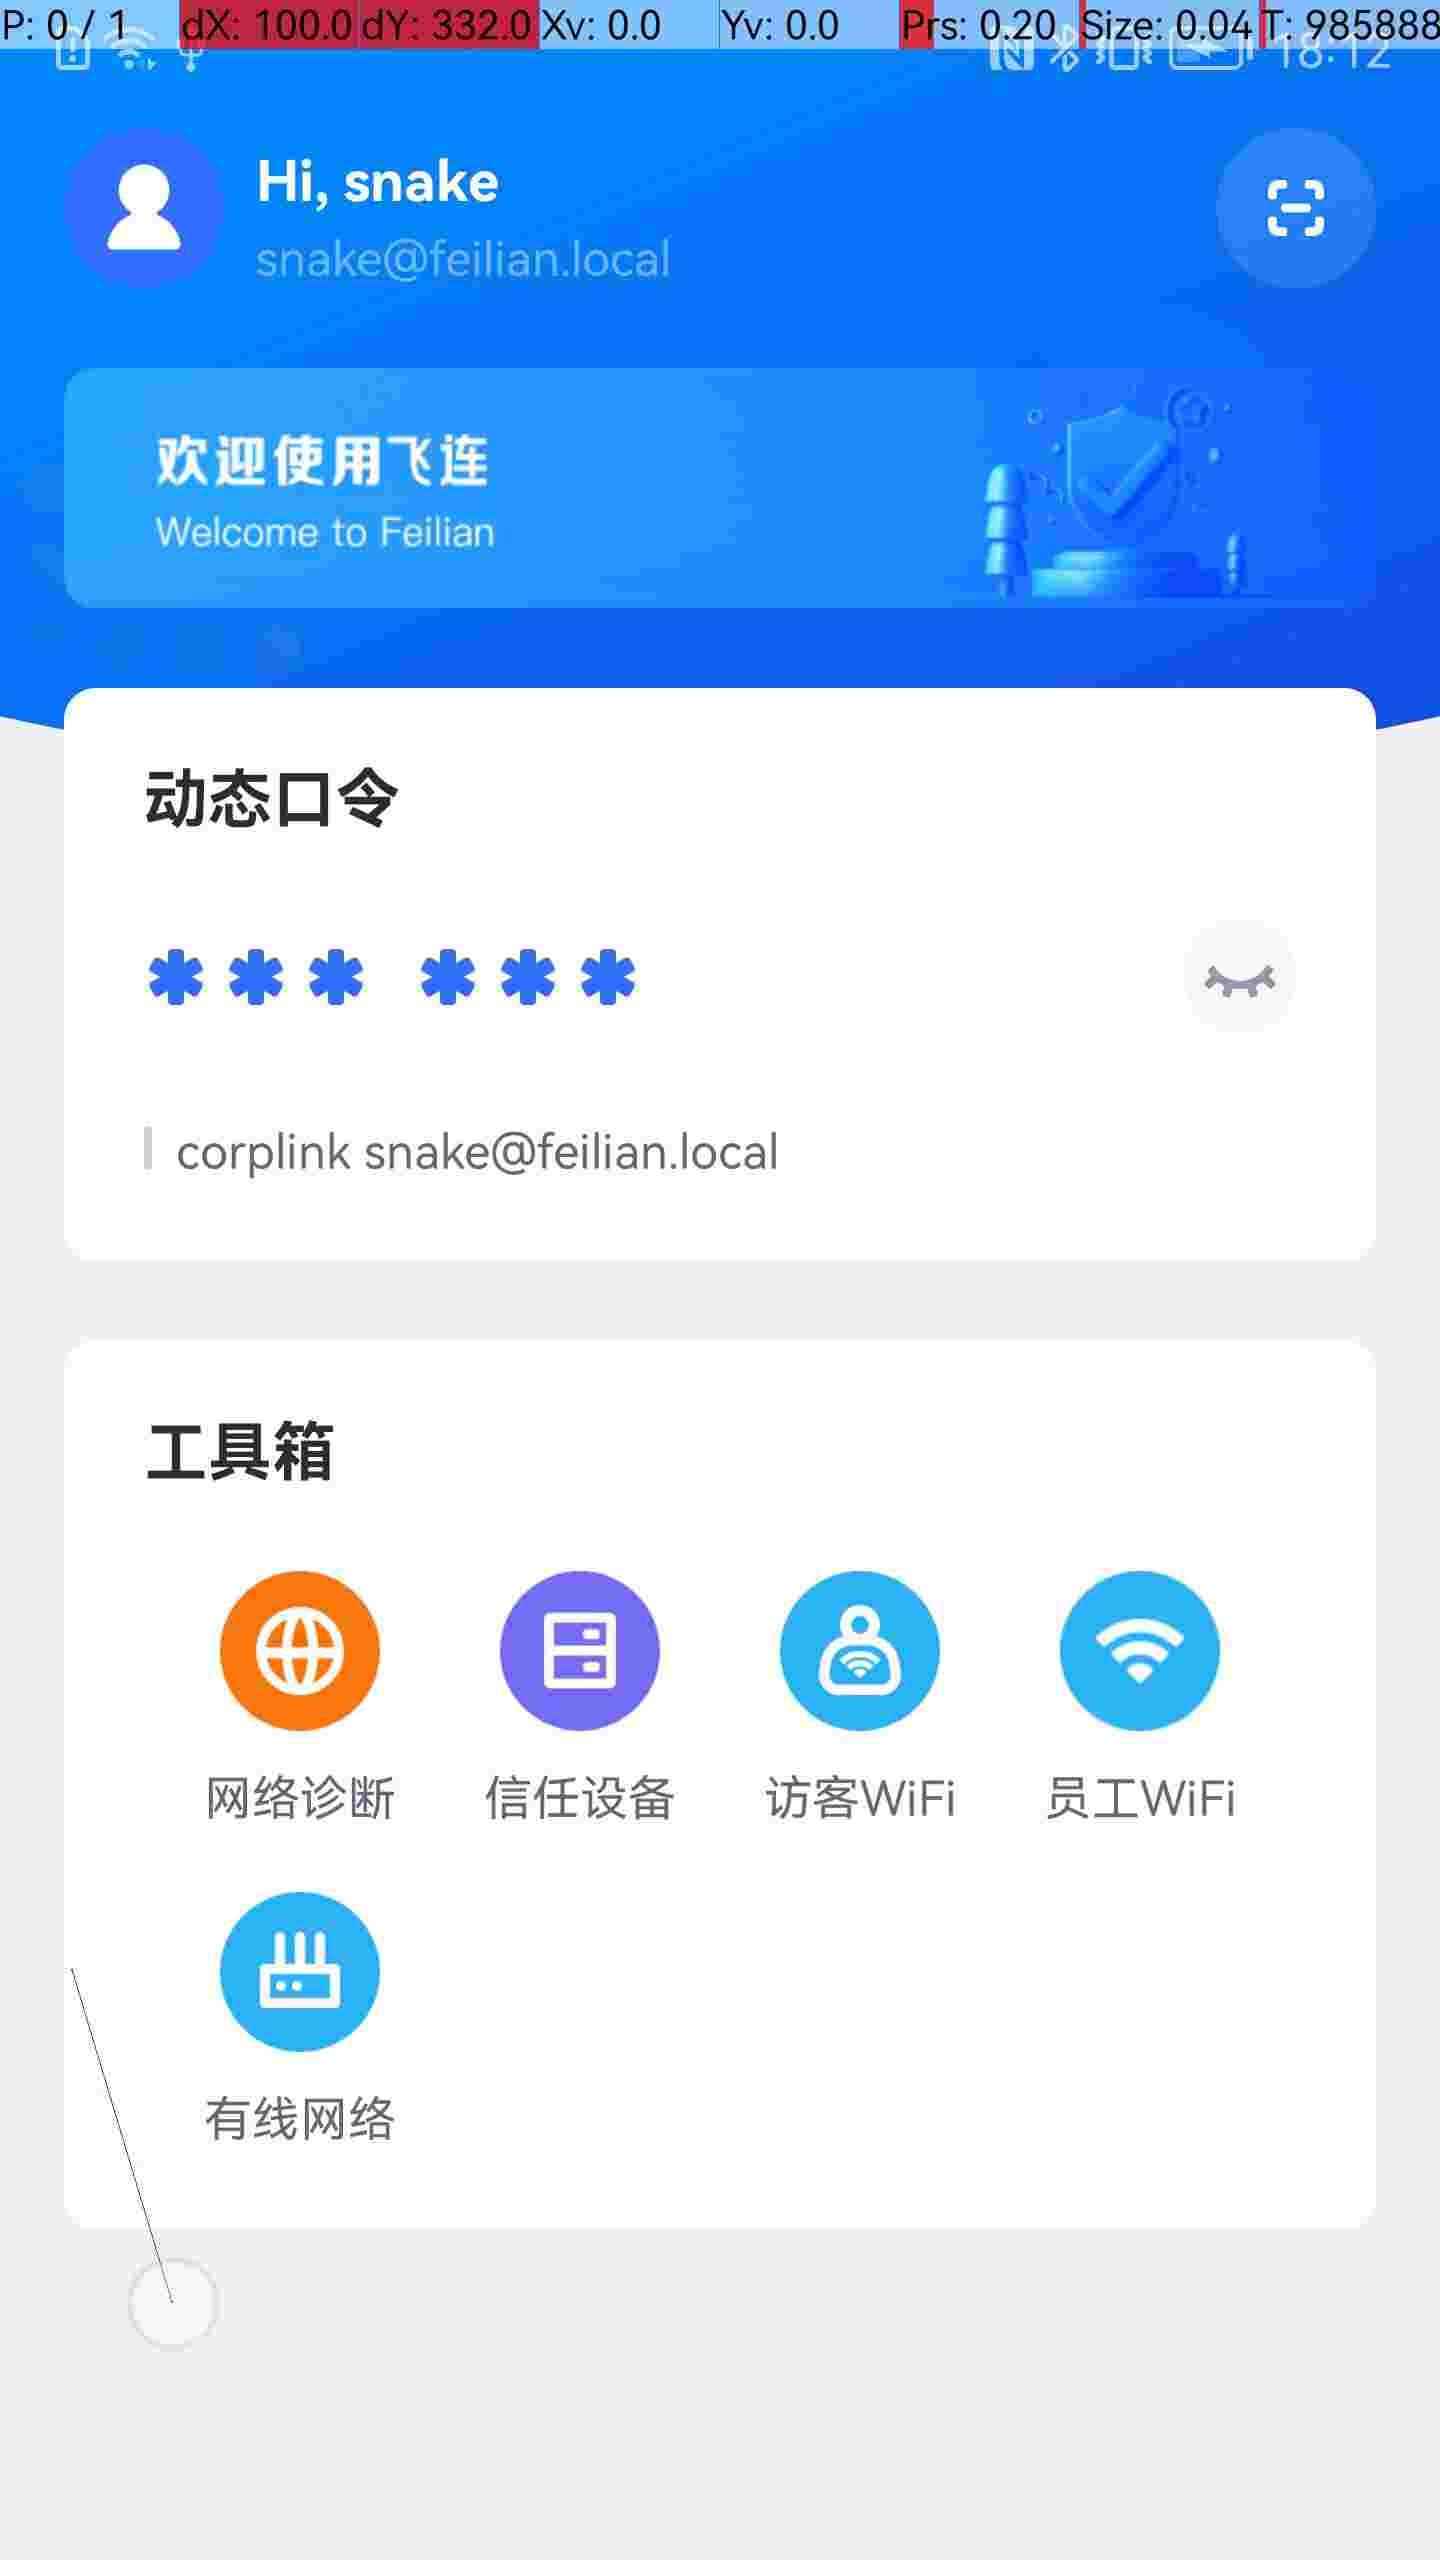 P: 0 / 1 dX: 100.0 dY: 332.0 Xv: 0.0 Yv: 0.0 Prs: 0.20 Size: 0.04 T: 985888
18:12
Hi, snake
snake@feilian.local
欢迎使用飞连
Welcome to Feilian
动态口令
*** ***
corplink snake@feilian.local
工具箱
网络诊断 信任设备 访客WiFi 员工WiFi
有线网络